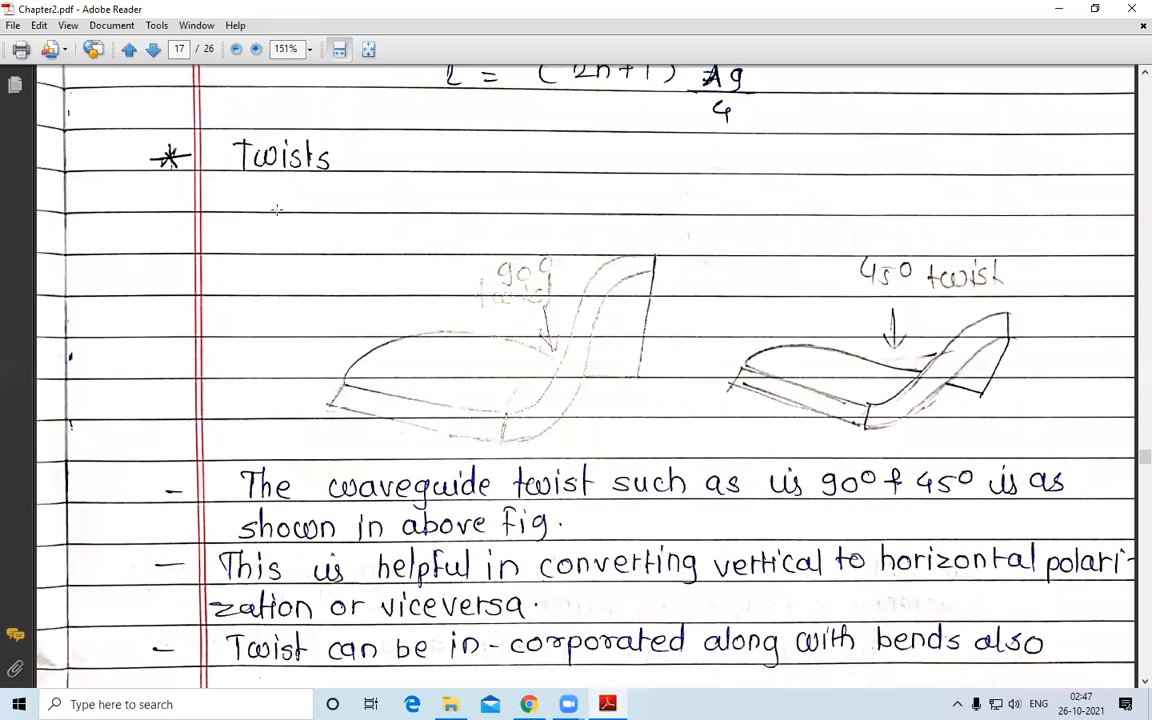 Chapter2.pdf - Adobe Reader
File Edit View Document Tools Window Help
17 / 26 151%
l = (2n+1) λg
4
* Twists
90° 45° twist
twist
- The waveguide twist such as is 90° & 45° is as
shown in above fig.
- This is helpful in converting vertical to horizontal polari-
zation or viceversa.
- Twist can be in-corporated along with bends also
Type here to search
ENG 02:47
26-10-2021